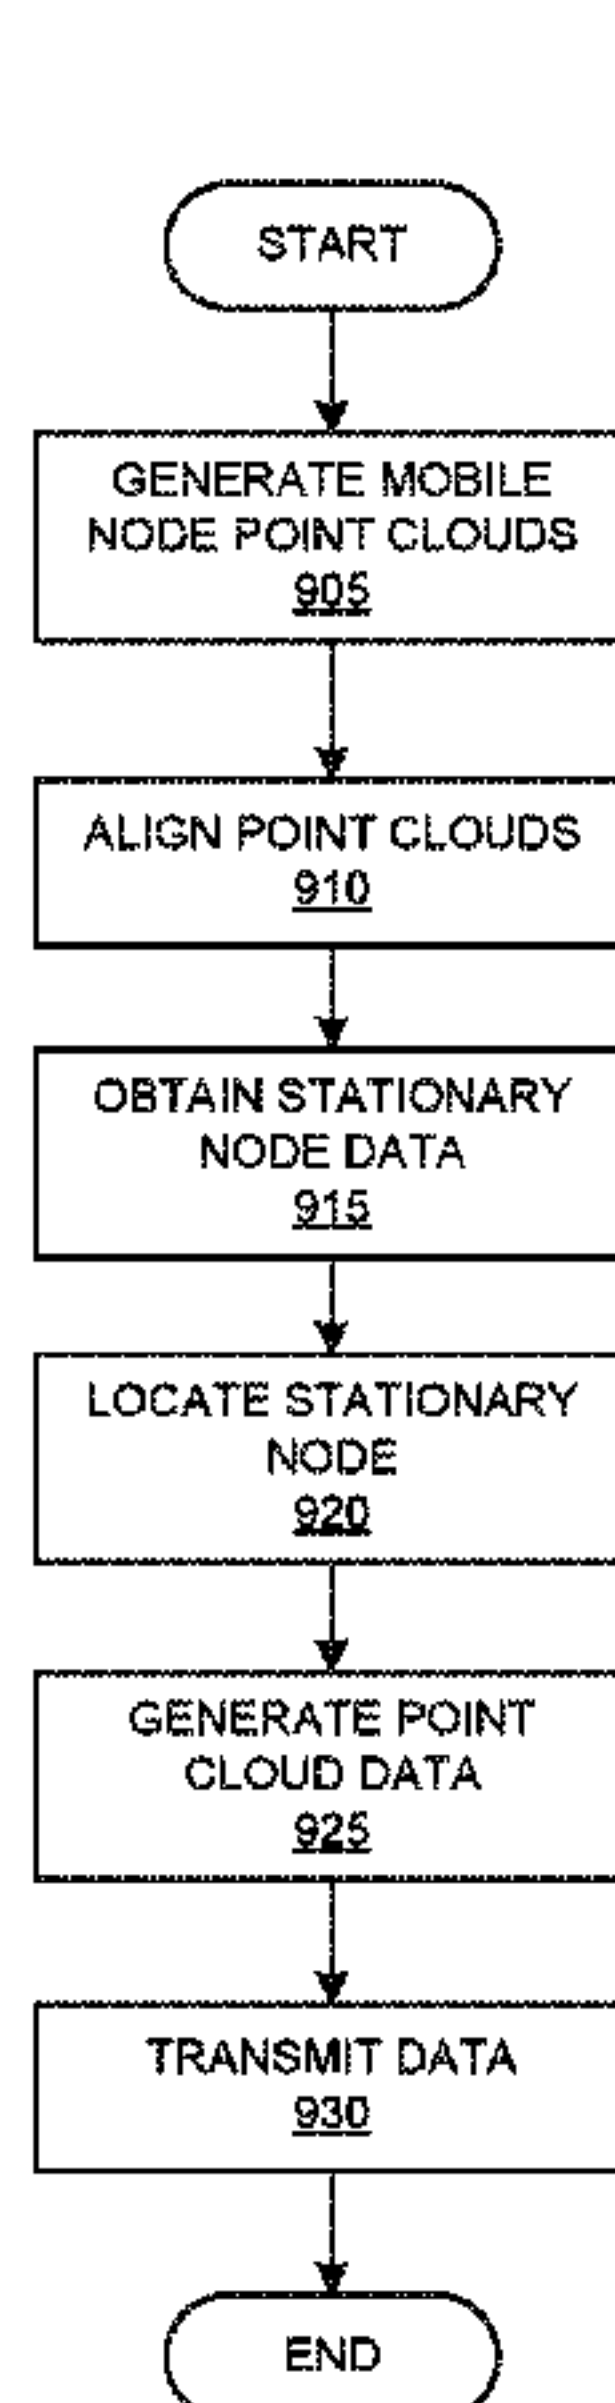 START
GENERATE MOBILE
NODE POINT CLOUDS
905
ALIGN POINT CLOUDS
910
OBTAIN STATIONARY
NODE DATA
915
LOCATE STATIONARY
NODE
920
GENERATE POINT
CLOUD DATA
925
TRANSMIT DATA
930
END